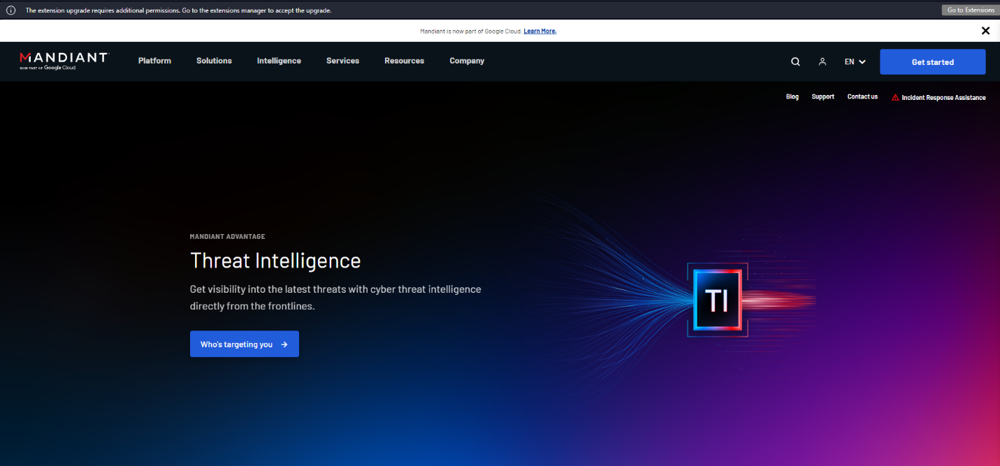 The extension upgrade requires additional permissions. Go to the extensions manager to accept the upgrade.
Go to Extensions
Mandiant is now part of Google Cloud. Learn More.
MANDIANT
NOW PART OF Google Cloud
Platform
Solutions
Intelligence
Services
Resources
Company
EN
Get started
Blog
Support
Contact us
Incident Response Assistance
MANDIANT ADVANTAGE
Threat Intelligence
Get visibility into the latest threats with cyber threat intelligence
directly from the frontlines.
Who's targeting you
TI